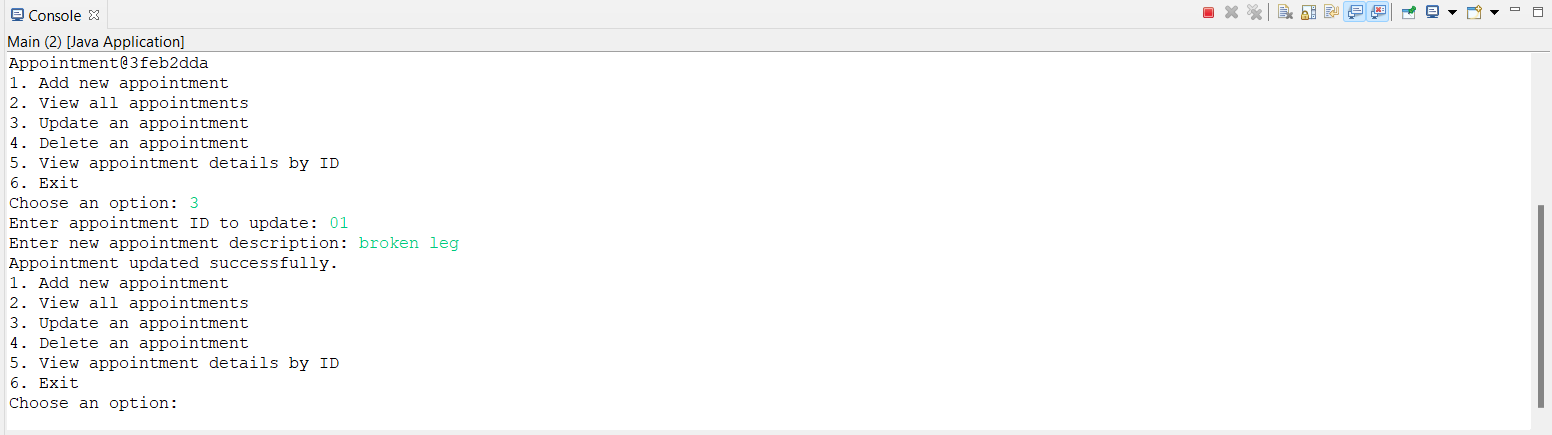 Console
Main (2) [Java Application]
Appointment@3feb2dda
1. Add new appointment
2. View all appointments
3. Update an appointment
4. Delete an appointment
5. View appointment details by ID
6. Exit
Choose an option: 3
Enter appointment ID to update: 01
Enter new appointment description: broken leg
Appointment updated successfully.
1. Add new appointment
2. View all appointments
3. Update an appointment
4. Delete an appointment
5. View appointment details by ID
6. Exit
Choose an option: